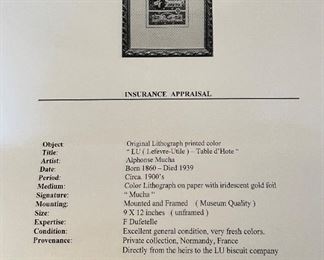 INSURANCE APPRAISAL
Object: Original Lithograph printed color
Title: " LU ( Lefevre-Utile ) – Table d'Hote "
Artist: Alphonse Mucha
Date: Born 1860 – Died 1939
Period: Circa. 1900's
Medium: Color Lithograph on paper with iridescent gold foil
Signature: " Mucha "
Mounting: Mounted and Framed ( Museum Quality )
Size: 9 X 12 inches ( unframed )
Expertise: F Dufetelle
Condition: Excellent general condition, very fresh colors.
Provenance: Private collection, Normandy, France
Directly from the heirs to the LU biscuit company